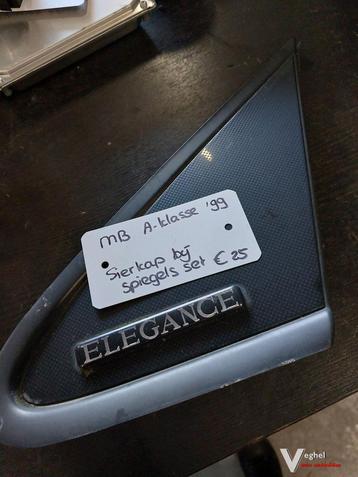 MB A-klasse '99
Sierkap bij
spiegels set € 25
ELEGANCE
Veghel